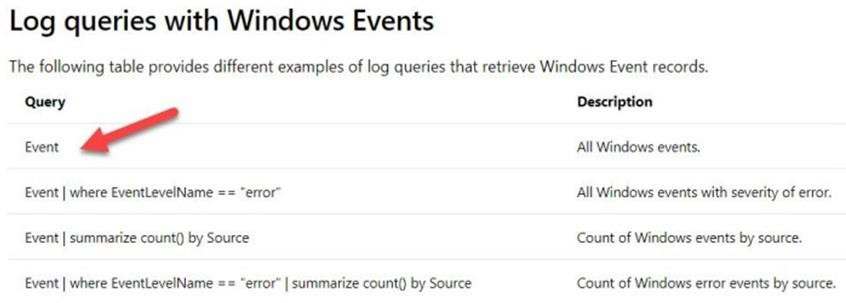 Log queries with Windows Events
The following table provides different examples of log queries that retrieve Windows Event records.
Query Description
Event All Windows events.
Event | where EventLevelName == "error" All Windows events with severity of error.
Event | summarize count() by Source Count of Windows events by source.
Event | where EventLevelName == "error" | summarize count() by Source Count of Windows error events by source.